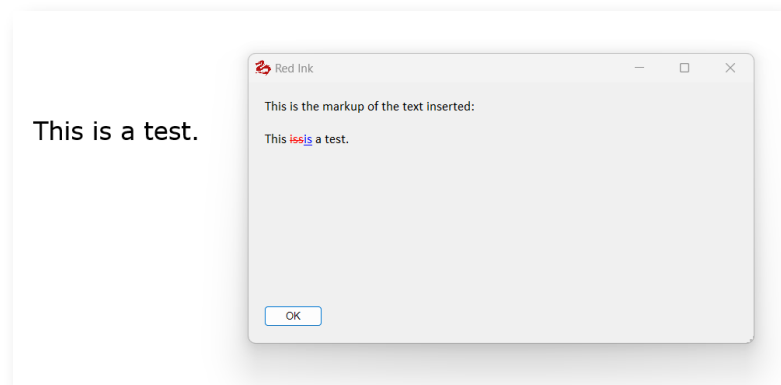 This is a test.
Red Ink
This is the markup of the text inserted:
This issis a test.
OK